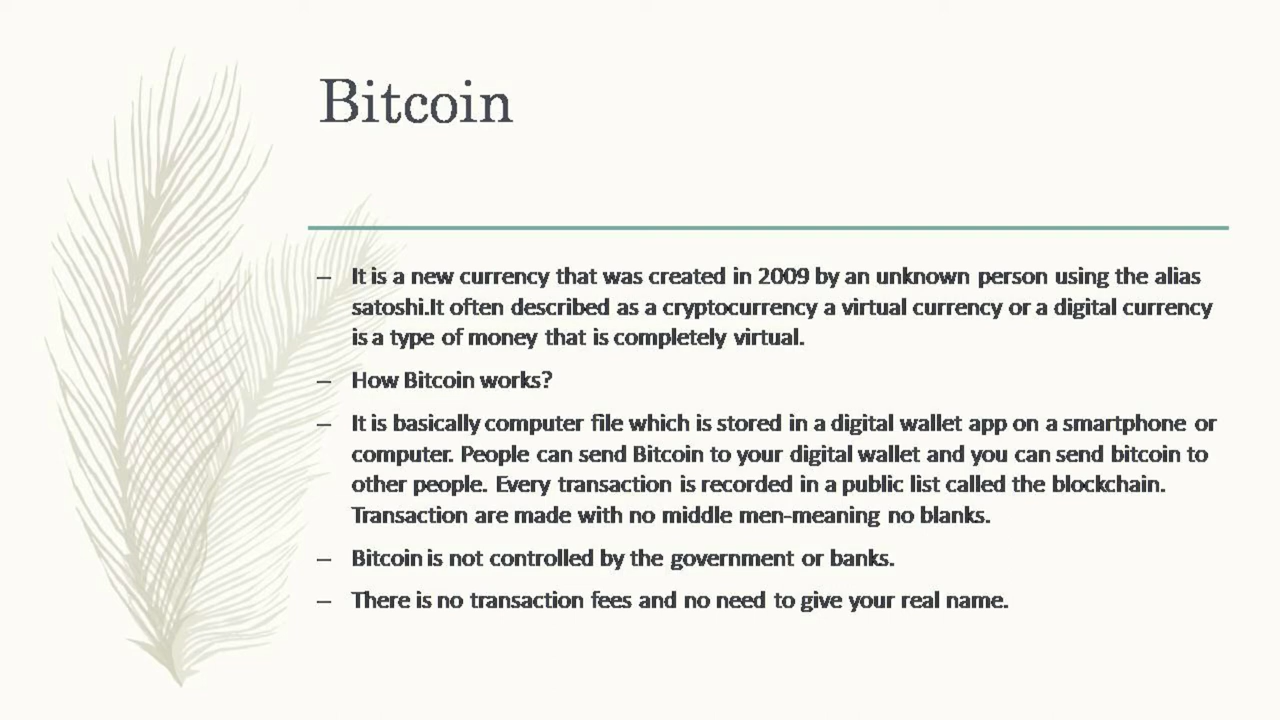 Bitcoin
– It is a new currency that was created in 2009 by an unknown person using the alias
satoshi.It often described as a cryptocurrency a virtual currency or a digital currency
is a type of money that is completely virtual.
– How Bitcoin works?
– It is basically computer file which is stored in a digital wallet app on a smartphone or
computer. People can send Bitcoin to your digital wallet and you can send bitcoin to
other people. Every transaction is recorded in a public list called the blockchain.
Transaction are made with no middle men-meaning no blanks.
– Bitcoin is not controlled by the government or banks.
– There is no transaction fees and no need to give your real name.